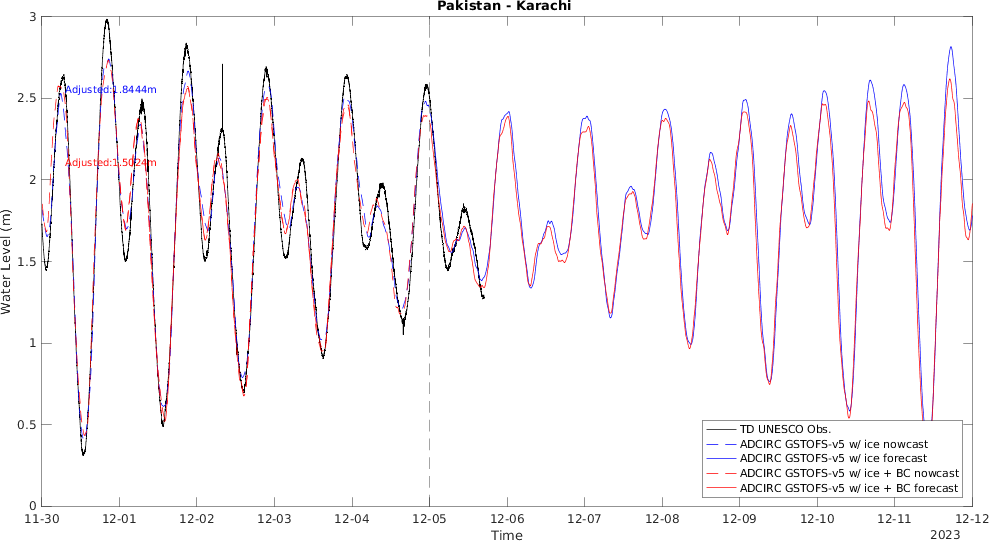 Pakistan - Karachi
3
2.5
2
1.5
1
0.5
0
Water Level (m)
Adjusted:1.8444m
Adjusted:1.5024m
TD UNESCO Obs.
ADCIRC GSTOFS-v5 w/ ice nowcast
ADCIRC GSTOFS-v5 w/ ice forecast
ADCIRC GSTOFS-v5 w/ ice + BC nowcast
ADCIRC GSTOFS-v5 w/ ice + BC forecast
11-30 12-01 12-02 12-03 12-04 12-05 12-06 12-07 12-08 12-09 12-10 12-11 12-12
Time
2023